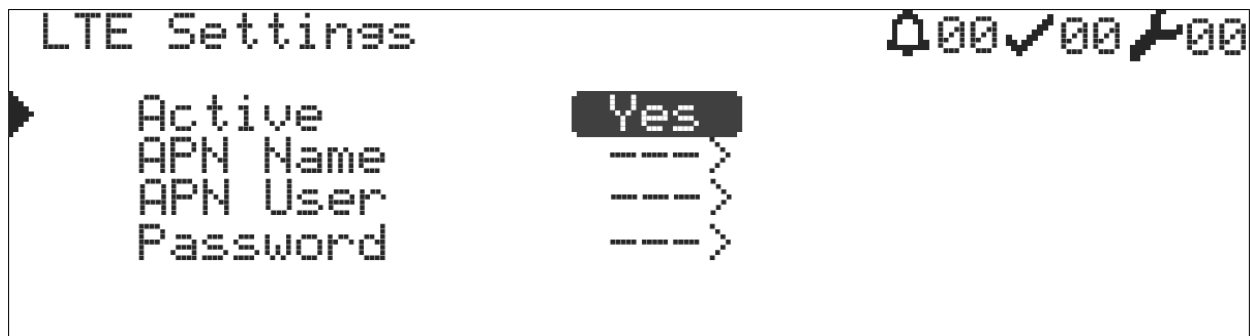 LTE Settings 00 00 00
Active Yes
APN Name --->
APN User --->
Password --->